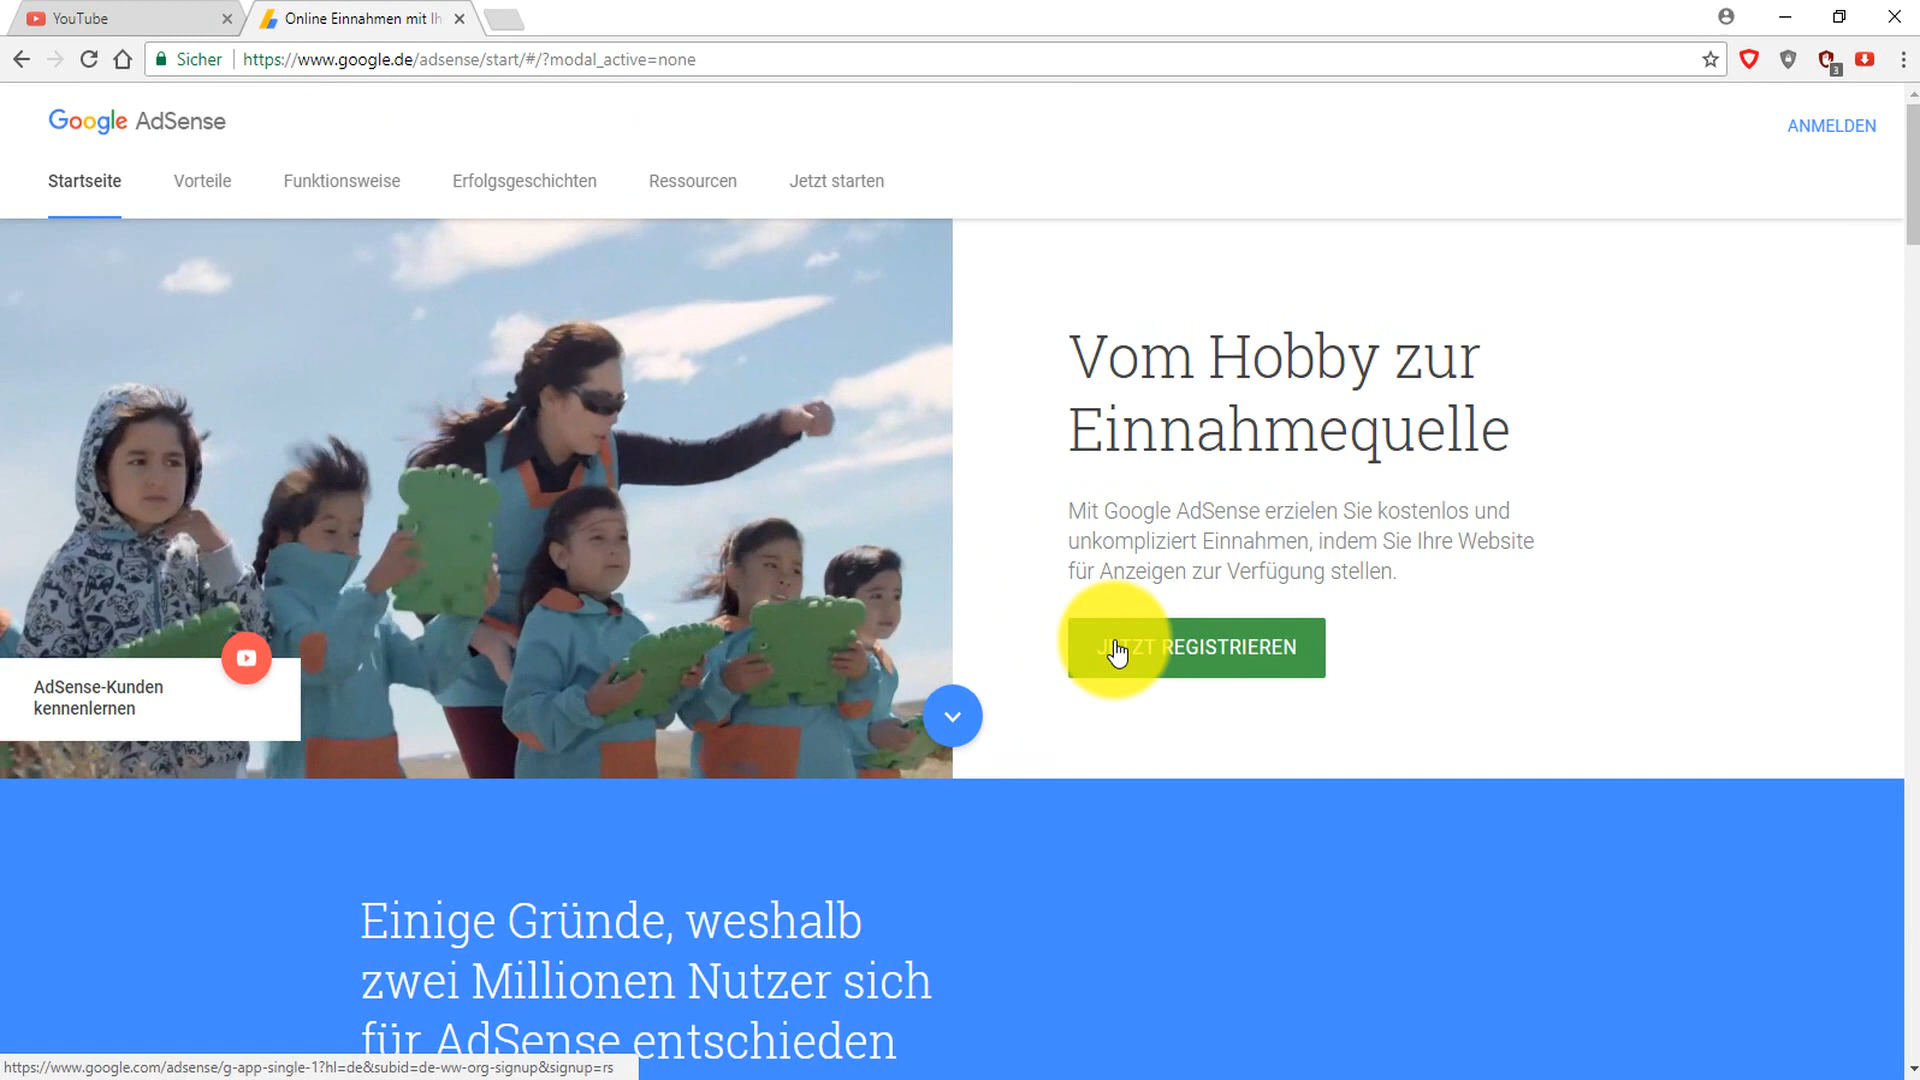 YouTube
Online Einnahmen mit Ih
Sicher
https://www.google.de/adsense/start/#/?modal_active=none
3
Google AdSense
ANMELDEN
Startseite
Vorteile
Funktionsweise
Erfolgsgeschichten
Ressourcen
Jetzt starten
Vom Hobby zur
Einnahmequelle
Mit Google AdSense erzielen Sie kostenlos und
unkompliziert Einnahmen, indem Sie Ihre Website
für Anzeigen zur Verfügung stellen.
JETZT REGISTRIEREN
AdSense-Kunden
kennenlernen
Einige Gründe, weshalb
zwei Millionen Nutzer sich
für AdSense entschieden
https://www.google.com/adsense/g-app-single-1?hl=de&subid=de-ww-org-signup&signup=rs